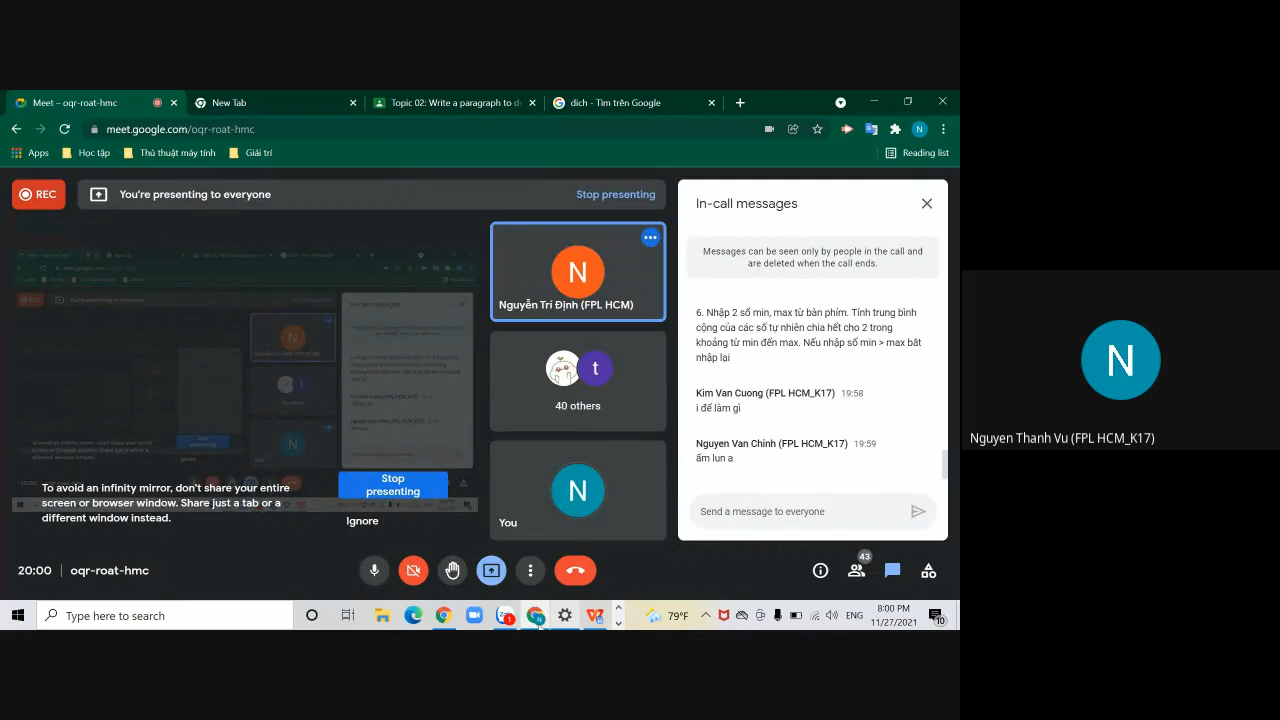 Meet – oqr-roat-hmc
New Tab
Topic 02: Write a paragraph to d
dich - Tìm trên Google
meet.google.com/oqr-roat-hmc
N
Apps
Học tập
Thủ thuật máy tính
Giải trí
Reading list
REC
You're presenting to everyone
Stop presenting
N
Nguyễn Trí Định (FPL HCM)
t
40 others
N
You
To avoid an infinity mirror, don't share your entire
screen or browser window. Share just a tab or a
different window instead.
Stop
presenting
Ignore
In-call messages
Messages can be seen only by people in the call and
are deleted when the call ends.
6. Nhập 2 số min, max từ bàn phím. Tính trung bình
cộng của các số tự nhiên chia hết cho 2 trong
khoảng từ min đến max. Nếu nhập số min > max bắt
nhập lại
Kim Van Cuong (FPL HCM_K17) 19:58
i để làm gì
Nguyen Van Chinh (FPL HCM_K17) 19:59
ấm lun a
Send a message to everyone
20:00 | oqr-roat-hmc
43
Type here to search
1
N
79°F
ENG
8:00 PM
11/27/2021
10
N
Nguyen Thanh Vu (FPL HCM_K17)